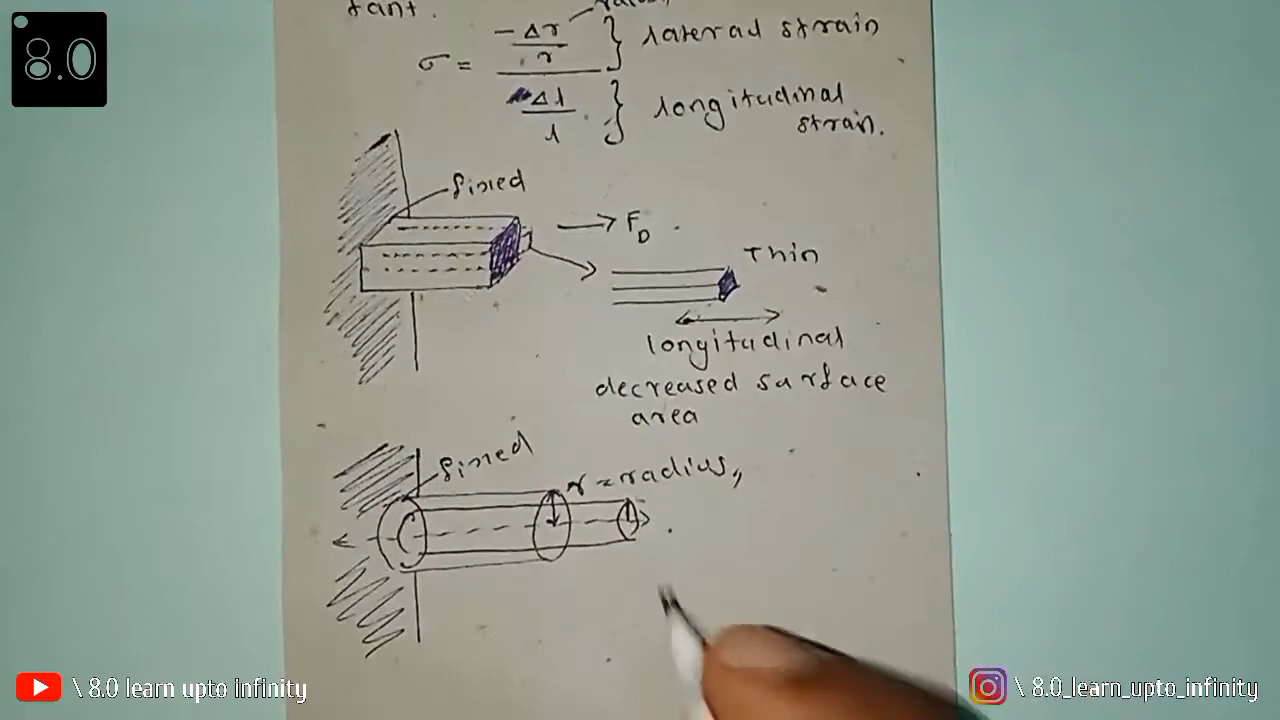 8.0
tant.
σ = -Δr/r } lateral strain
Δl/l } longitudinal
strain.
fixed
→ F_D
Thin
longitudinal
decreased surface
area
fixed
r = radius,,
\ 8.0 learn upto infinity
\ 8.0_learn_upto_infinity